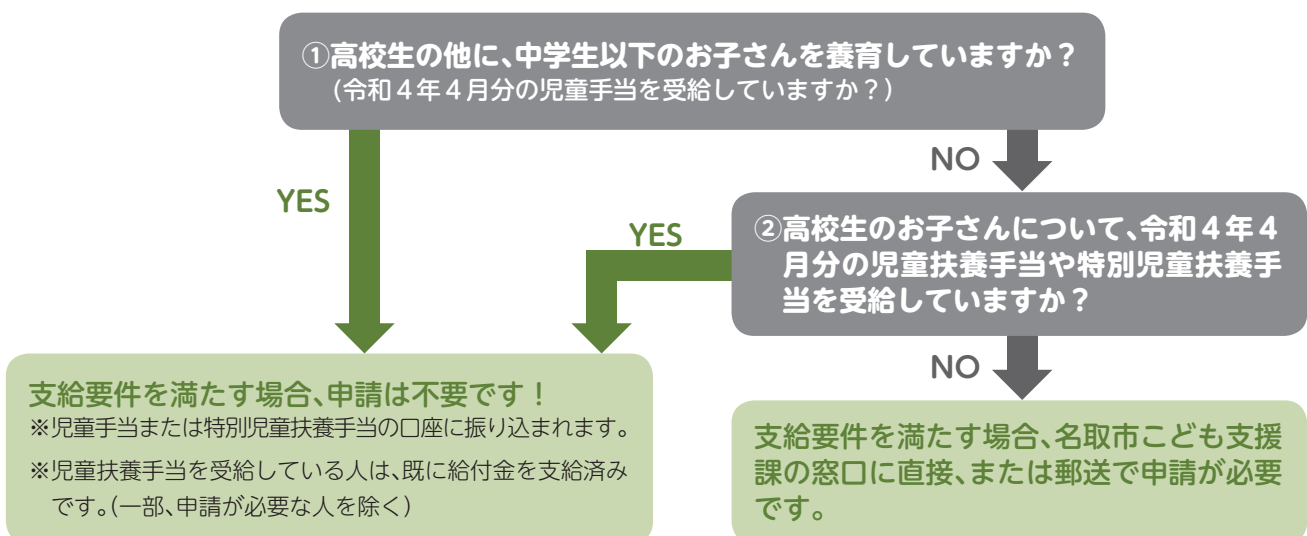 ①高校生の他に、中学生以下のお子さんを養育していますか？
(令和４年４月分の児童手当を受給していますか？)
NO
YES
YES
②高校生のお子さんについて、令和４年４
月分の児童扶養手当や特別児童扶養手
当を受給していますか？
NO
支給要件を満たす場合、申請は不要です！
※児童手当または特別児童扶養手当の口座に振り込まれます。
※児童扶養手当を受給している人は、既に給付金を支給済み
です。(一部、申請が必要な人を除く)
支給要件を満たす場合、名取市こども支援
課の窓口に直接、または郵送で申請が必要
です。